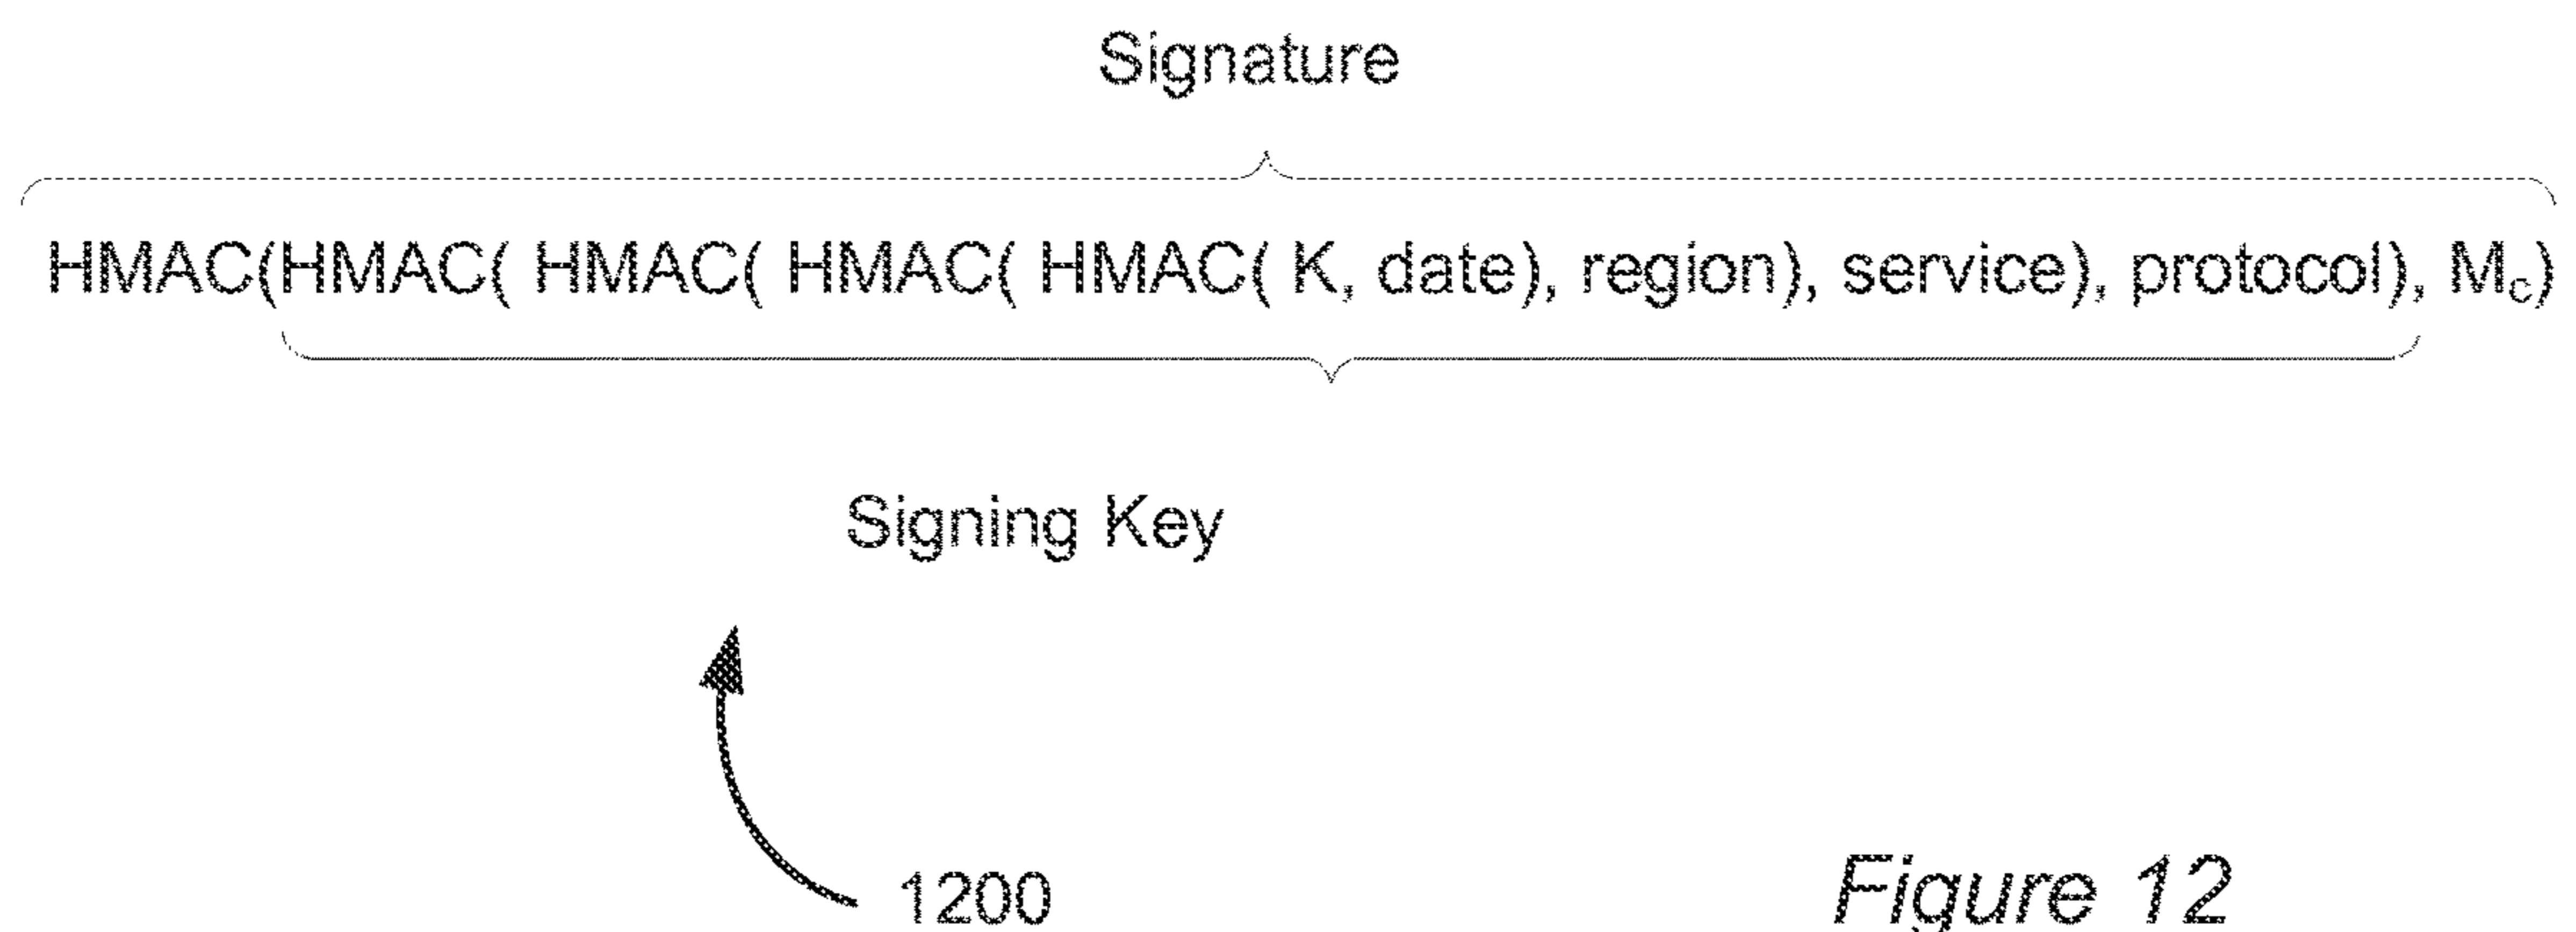 Signature
HMAC(HMAC( HMAC( HMAC( HMAC( K, date), region), service), protocol), Mc)
Signing Key
1200
Figure 12